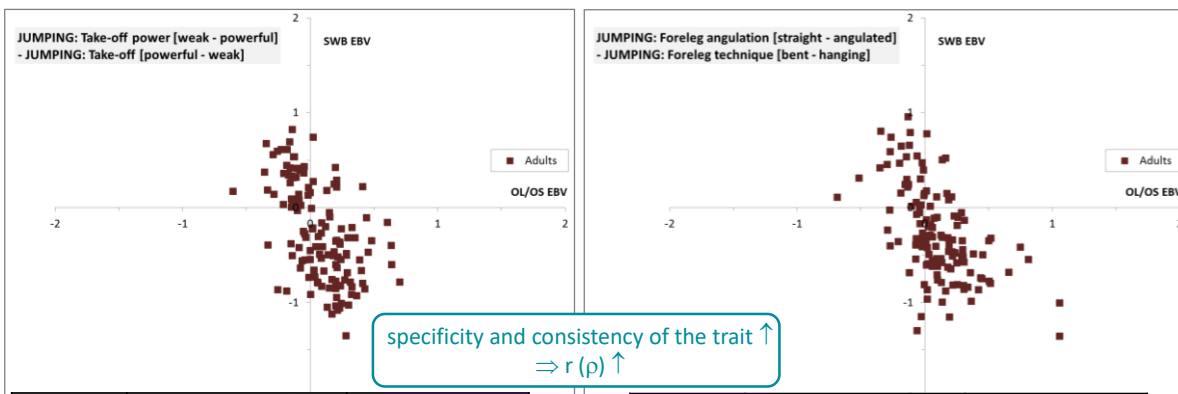 JUMPING: Take-off power [weak - powerful]
- JUMPING: Take-off [powerful - weak]
SWB EBV
2
1
Adults
OL/OS EBV
-2
-1
0
0
1
2
-1
JUMPING: Foreleg angulation [straight - angulated]
- JUMPING: Foreleg technique [bent - hanging]
SWB EBV
2
1
Adults
OL/OS EBV
-2
-1
0
0
1
2
-1
specificity and consistency of the trait ↑
⇒ r (ρ) ↑